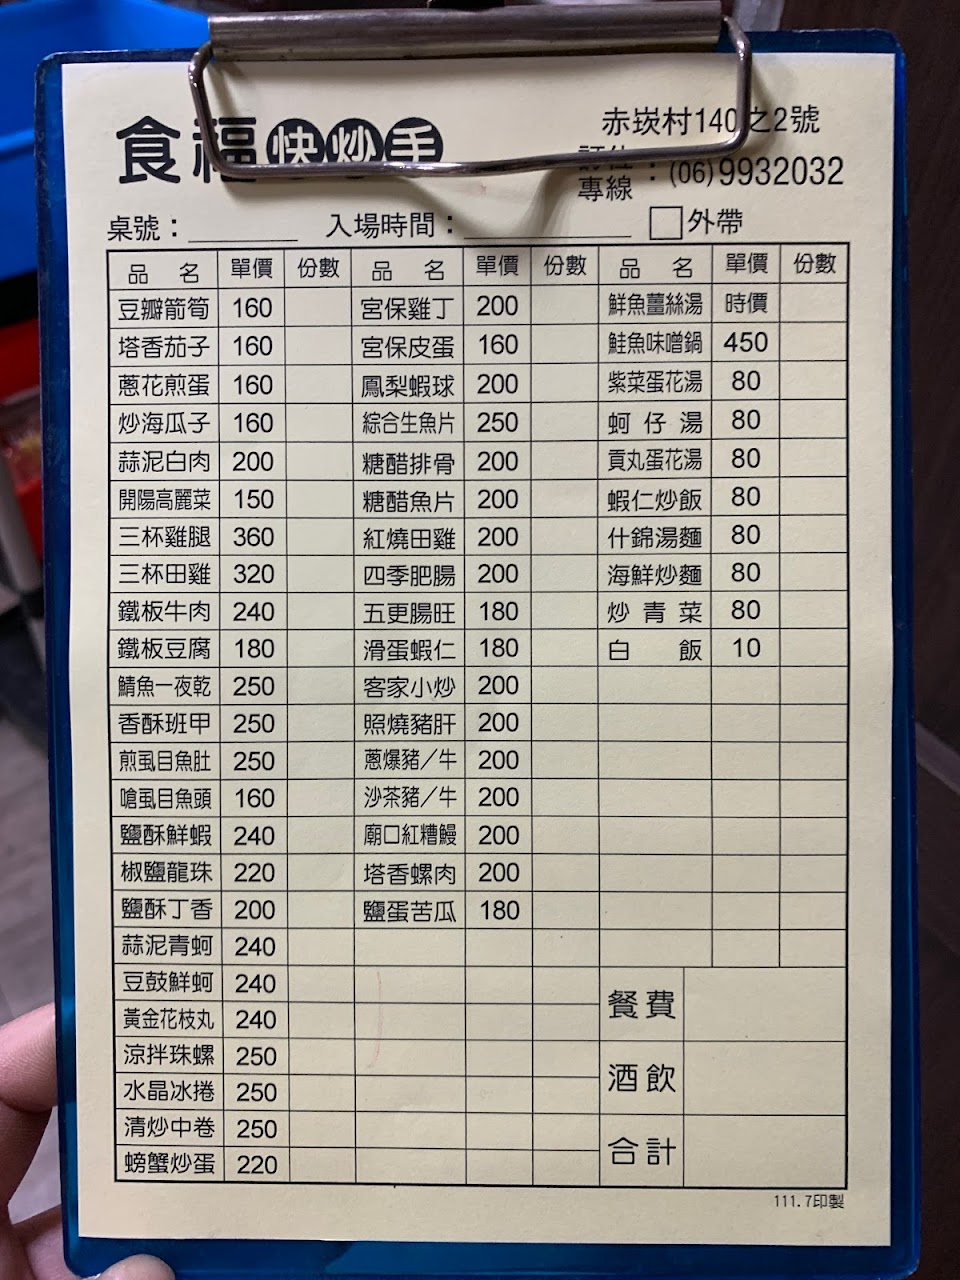 食福快炒手
赤崁村140之2號
專線：(06)9932032
桌號：
入場時間：
外帶
品名 單價 份數 品名 單價 份數 品名 單價 份數
豆瓣箭筍 160 宮保雞丁 200 鮮魚薑絲湯 時價
塔香茄子 160 宮保皮蛋 160 鮭魚味噌鍋 450
蔥花煎蛋 160 鳳梨蝦球 200 紫菜蛋花湯 80
炒海瓜子 160 綜合生魚片 250 蚵仔湯 80
蒜泥白肉 200 糖醋排骨 200 貢丸蛋花湯 80
開陽高麗菜 150 糖醋魚片 200 蝦仁炒飯 80
三杯雞腿 360 紅燒田雞 200 什錦湯麵 80
三杯田雞 320 四季肥腸 200 海鮮炒麵 80
鐵板牛肉 240 五更腸旺 180 炒青菜 80
鐵板豆腐 180 滑蛋蝦仁 180 白飯 10
鯖魚一夜乾 250 客家小炒 200
香酥班甲 250 照燒豬肝 200
煎虱目魚肚 250 蔥爆豬／牛 200
嗆虱目魚頭 160 沙茶豬／牛 200
鹽酥鮮蝦 240 廟口紅糟鰻 200
椒鹽龍珠 220 塔香螺肉 200
鹽酥丁香 200 鹽蛋苦瓜 180
蒜泥青蚵 240
豆鼓鮮蚵 240
黃金花枝丸 240
涼拌珠螺 250
水晶冰捲 250
清炒中卷 250
螃蟹炒蛋 220
餐費
酒飲
合計
111.7印製